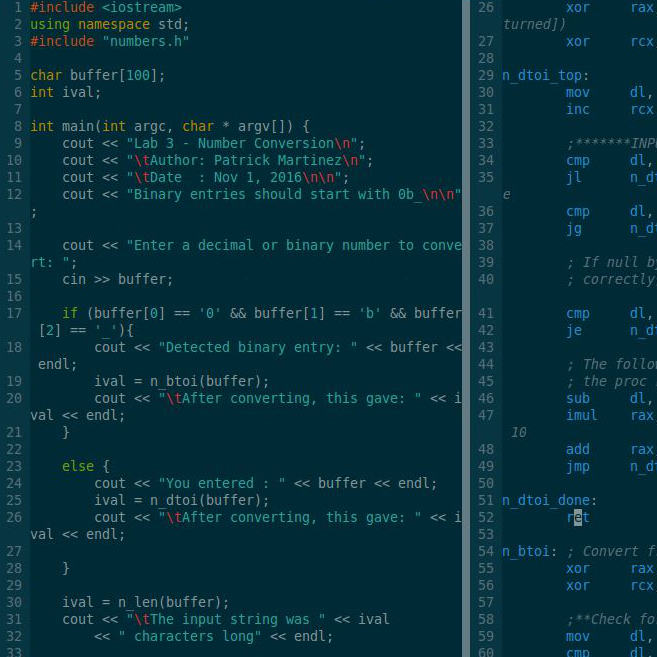 1 #include <iostream>
2 using namespace std;
3 #include "numbers.h"
4
5 char buffer[100];
6 int ival;
7
8 int main(int argc, char * argv[]) {
9 cout << "Lab 3 - Number Conversion\n";
10 cout << "\tAuthor: Patrick Martinez\n";
11 cout << "\tDate  : Nov 1, 2016\n\n";
12 cout << "Binary entries should start with 0b_\n\n"
;
13
14 cout << "Enter a decimal or binary number to conve
rt: ";
15 cin >> buffer;
16
17 if (buffer[0] == '0' && buffer[1] == 'b' && buffer
[2] == '_'){
18 cout << "Detected binary entry: " << buffer <<
endl;
19 ival = n_btoi(buffer);
20 cout << "\tAfter converting, this gave: " << i
val << endl;
21 }
22
23 else {
24 cout << "You entered : " << buffer << endl;
25 ival = n_dtoi(buffer);
26 cout << "\tAfter converting, this gave: " << i
val << endl;
27
28 }
29
30 ival = n_len(buffer);
31 cout << "\tThe input string was " << ival
32 << " characters long" << endl;
33
26 xor rax
turned])
27 xor rcx
28
29 n_dtoi_top:
30 mov dl,
31 inc rcx
32
33 ;*******INPU
34 cmp dl,
35 jl n_dt
e
36 cmp dl,
37 jg n_dt
38
39 ; If null by
40 ; correctly
41 cmp dl,
42 je n_dt
43
44 ; The follow
45 ; the proc
46 sub dl,
47 imul rax
10
48 add rax
49 jmp n_dt
50
51 n_dtoi_done:
52 ret
53
54 n_btoi: ; Convert f
55 xor rax
56 xor rcx
57
58 ;**Check fo
59 mov dl,
60 cmp dl,